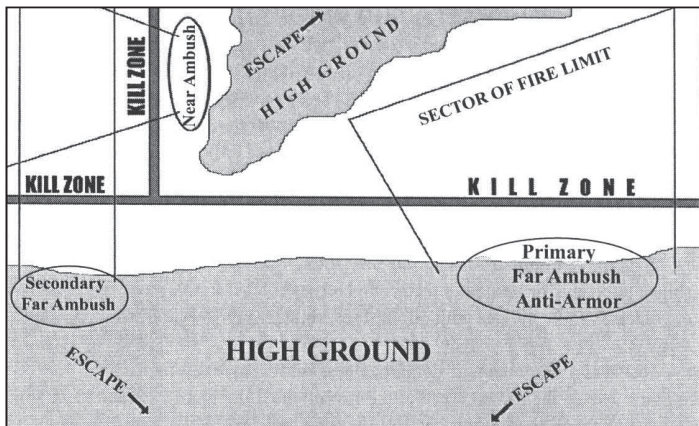 ESCAPE
HIGH GROUND
KILL ZONE
Near Ambush
SECTOR OF FIRE LIMIT
KILL ZONE
KILL ZONE
Secondary
Far Ambush
Primary
Far Ambush
Anti-Armor
HIGH GROUND
ESCAPE
ESCAPE